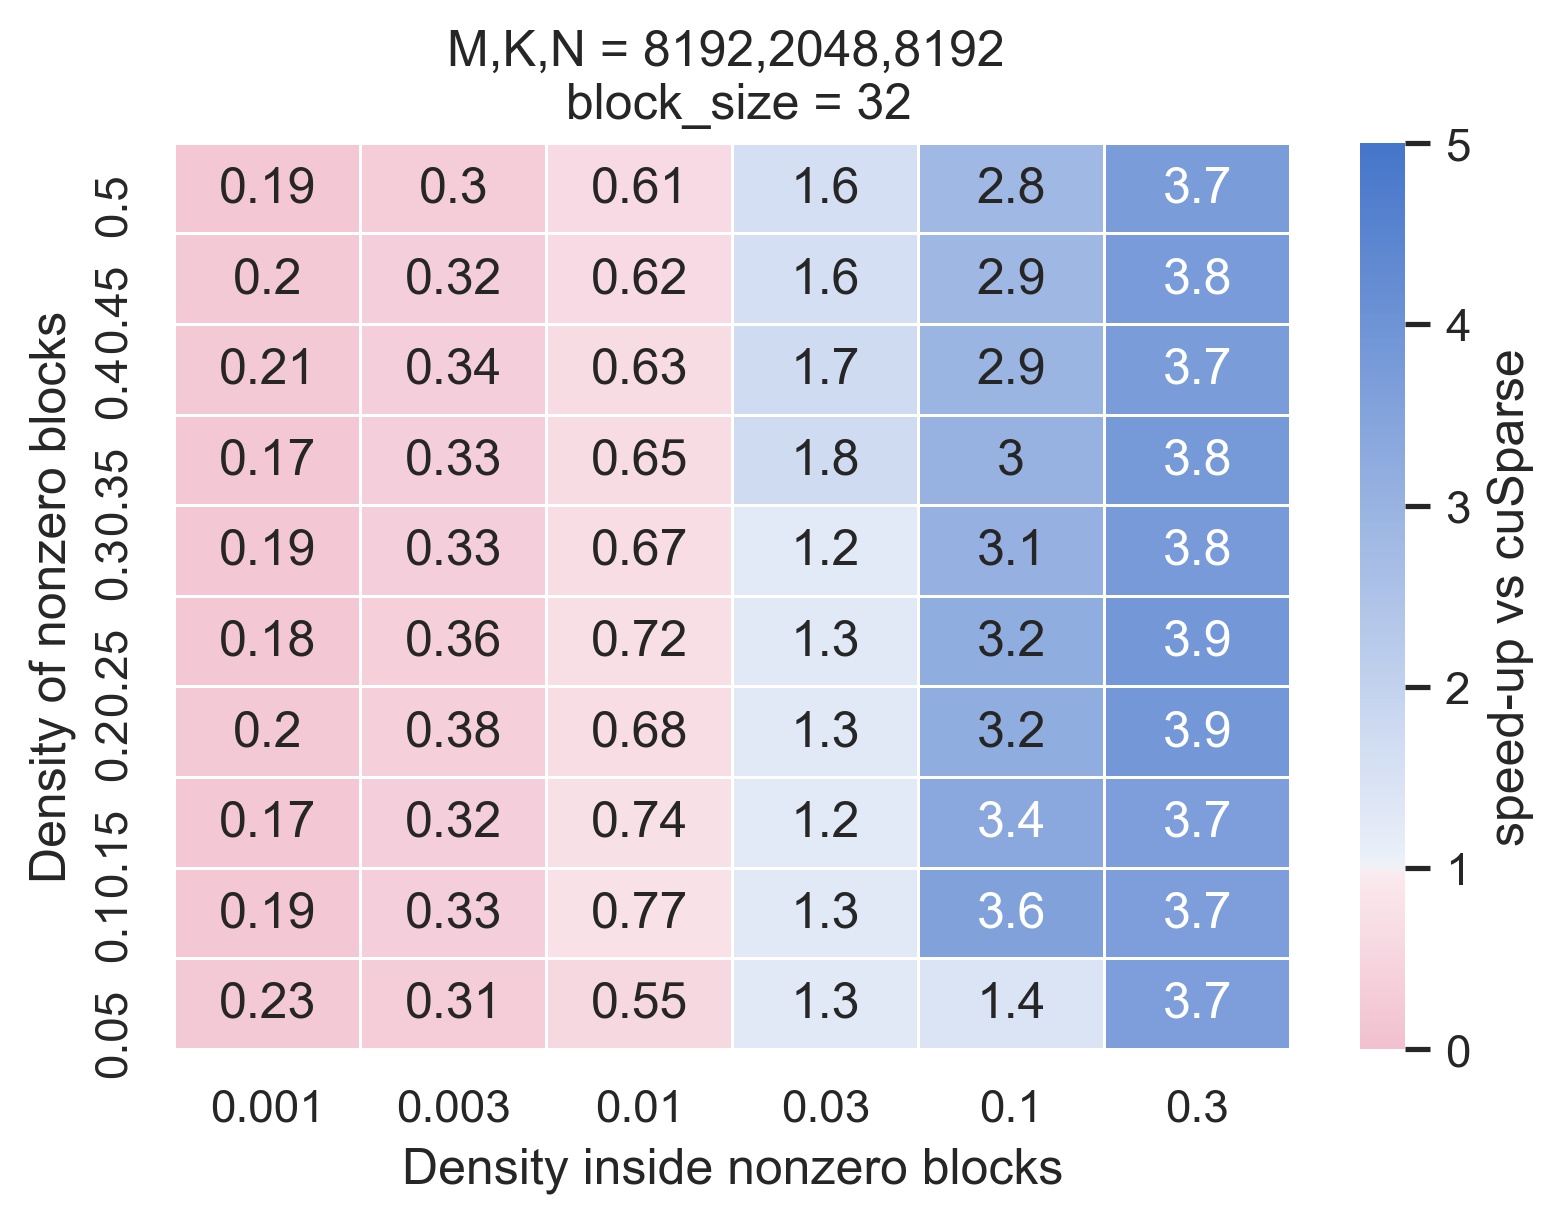 M,K,N = 8192,2048,8192
block_size = 32
Density of nonzero blocks
0.5 0.19 0.3 0.61 1.6 2.8 3.7
0.45 0.2 0.32 0.62 1.6 2.9 3.8
0.4 0.21 0.34 0.63 1.7 2.9 3.7
0.35 0.17 0.33 0.65 1.8 3 3.8
0.3 0.19 0.33 0.67 1.2 3.1 3.8
0.25 0.18 0.36 0.72 1.3 3.2 3.9
0.2 0.2 0.38 0.68 1.3 3.2 3.9
0.15 0.17 0.32 0.74 1.2 3.4 3.7
0.1 0.19 0.33 0.77 1.3 3.6 3.7
0.05 0.23 0.31 0.55 1.3 1.4 3.7
0.001 0.003 0.01 0.03 0.1 0.3
Density inside nonzero blocks
5
4
3
2
1
0
speed-up vs cuSparse